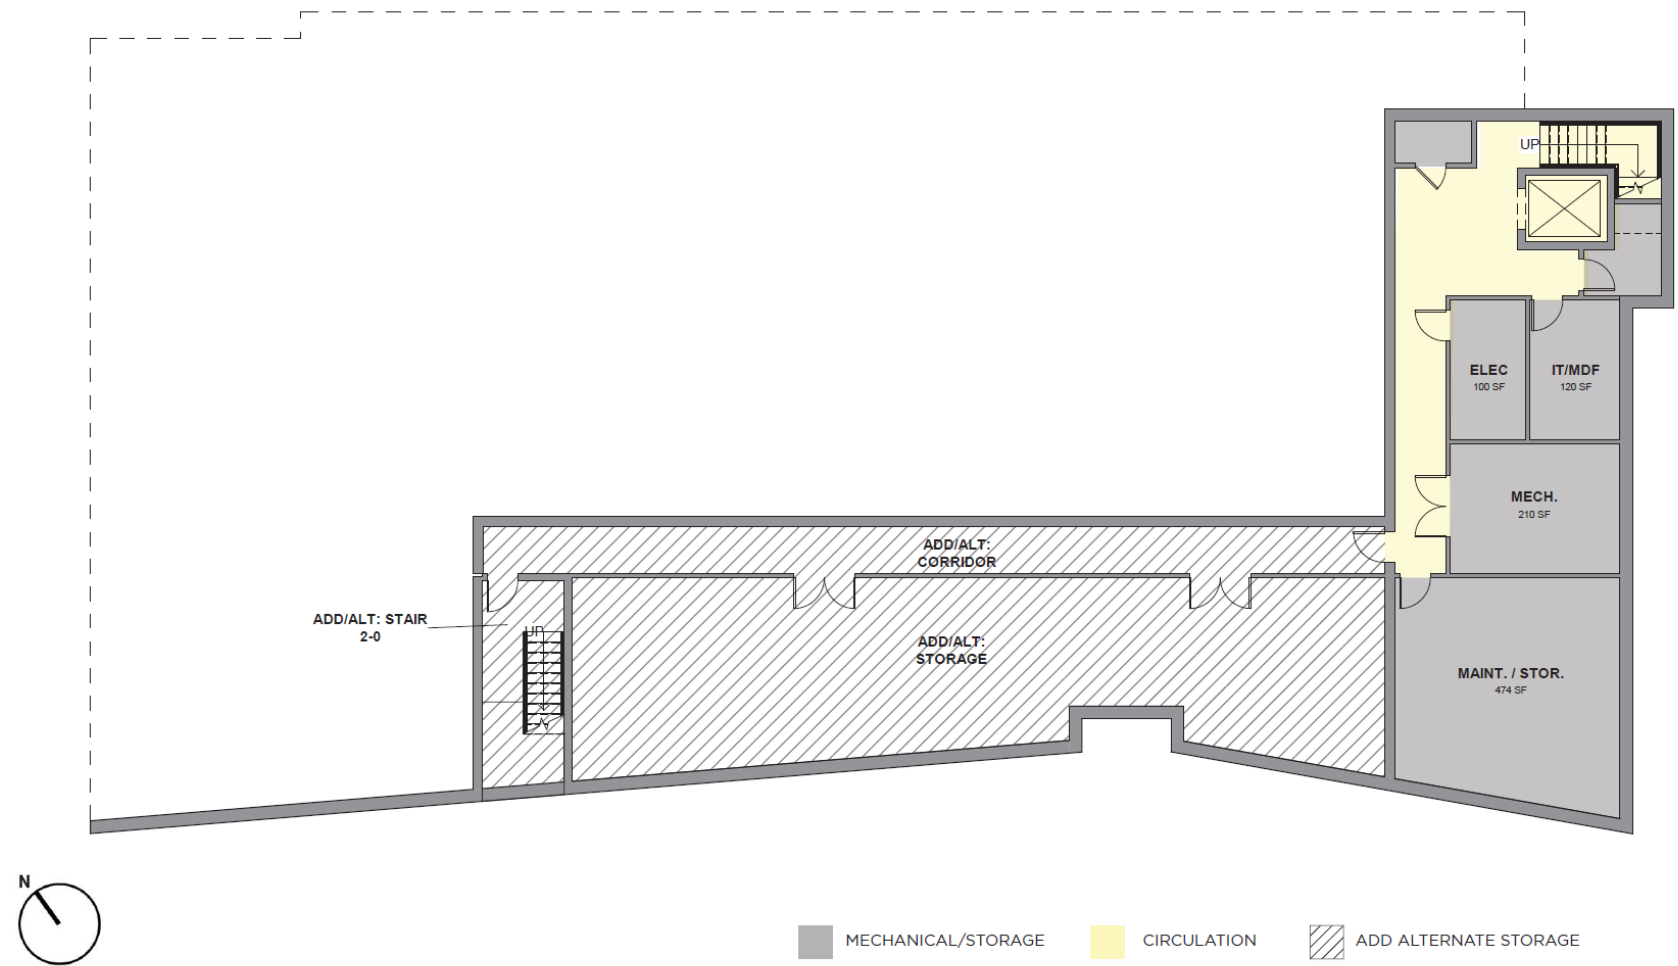 UP
ELEC
100 SF
IT/MDF
120 SF
MECH.
210 SF
ADD/ALT:
CORRIDOR
ADD/ALT: STAIR
2-0
UP
ADD/ALT:
STORAGE
MAINT. / STOR.
474 SF
N
MECHANICAL/STORAGE
CIRCULATION
ADD ALTERNATE STORAGE